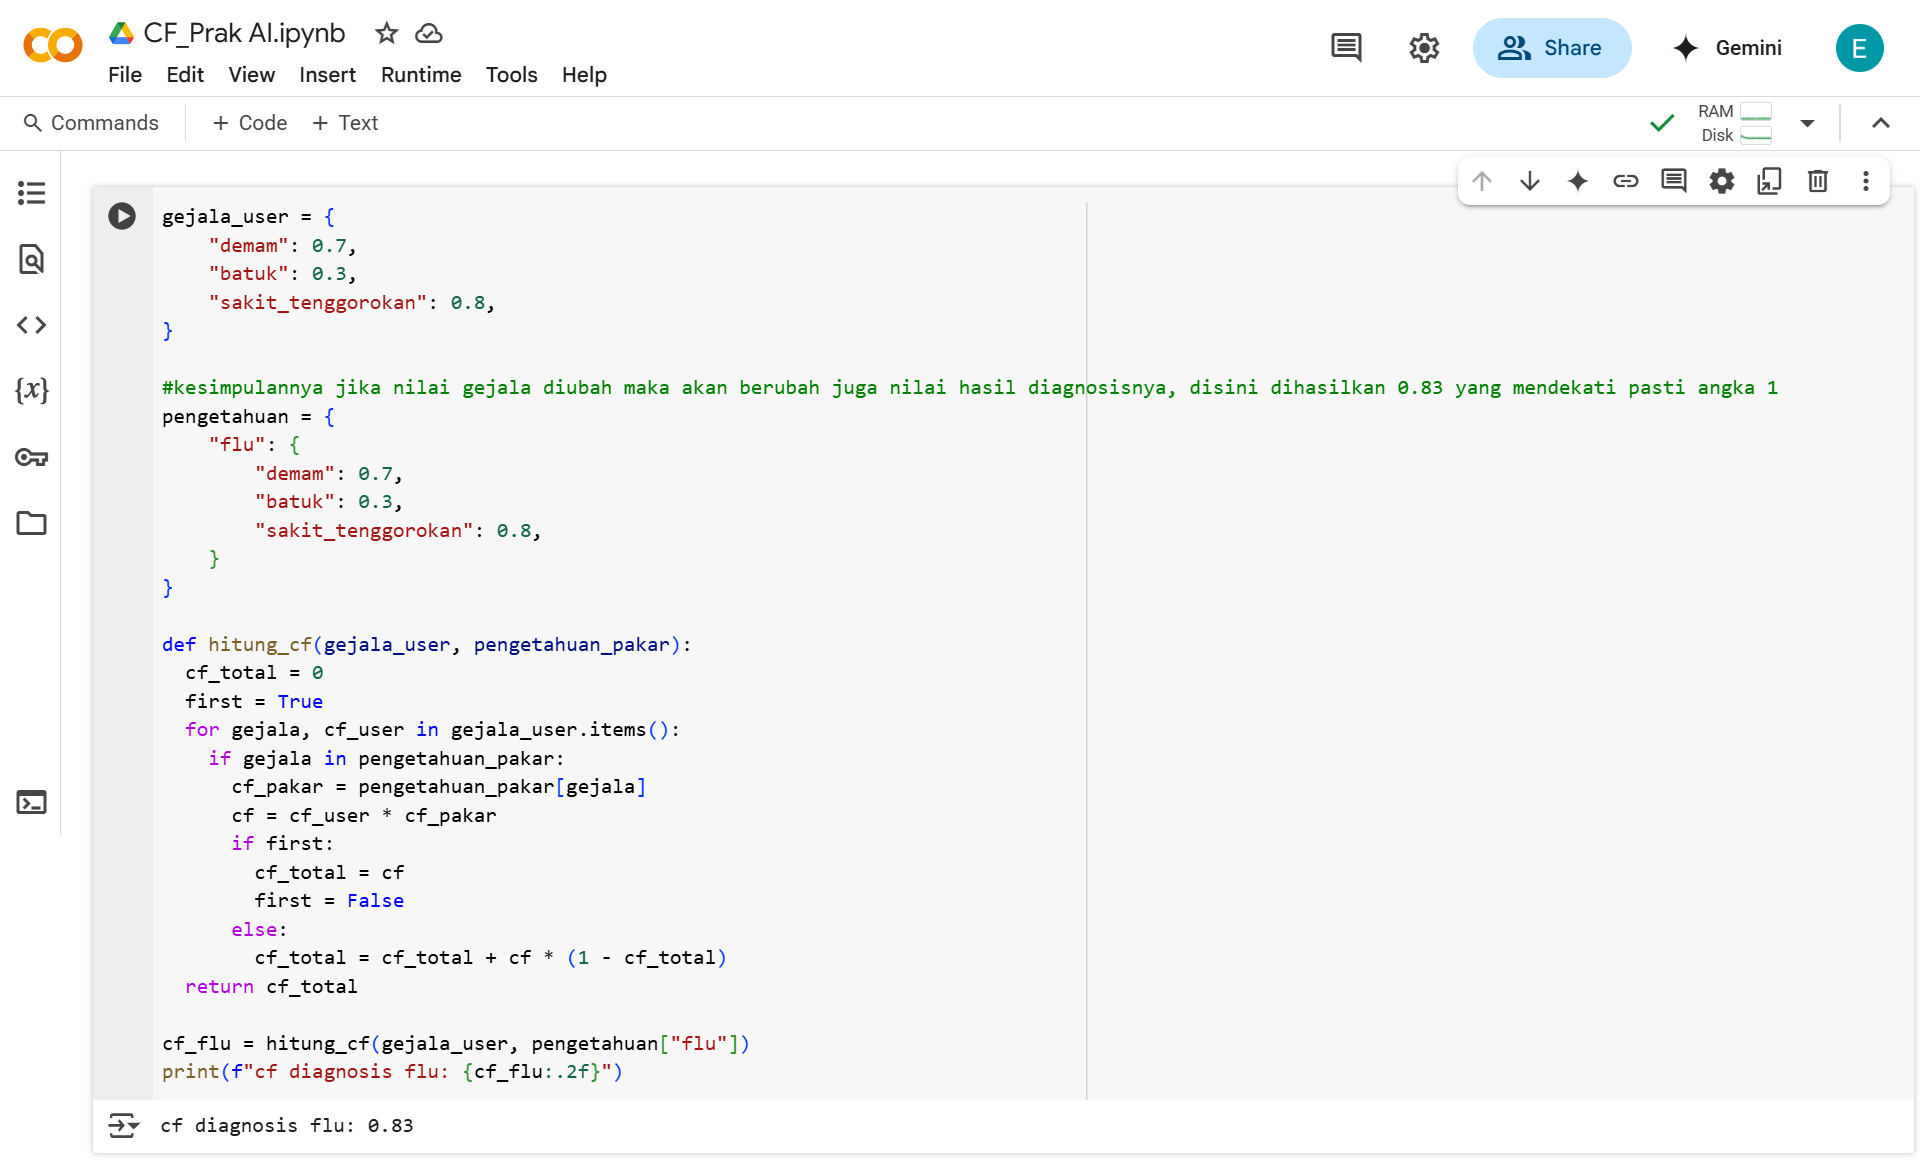 CF_Prak AI.ipynb
File Edit View Insert Runtime Tools Help
Share
Gemini
E
Commands
+ Code + Text
RAM
Disk
gejala_user = {
    "demam": 0.7,
    "batuk": 0.3,
    "sakit_tenggorokan": 0.8,
}
#kesimpulannya jika nilai gejala diubah maka akan berubah juga nilai hasil diagnosisnya, disini dihasilkan 0.83 yang mendekati pasti angka 1
pengetahuan = {
    "flu": {
        "demam": 0.7,
        "batuk": 0.3,
        "sakit_tenggorokan": 0.8,
    }
}
def hitung_cf(gejala_user, pengetahuan_pakar):
  cf_total = 0
  first = True
  for gejala, cf_user in gejala_user.items():
    if gejala in pengetahuan_pakar:
      cf_pakar = pengetahuan_pakar[gejala]
      cf = cf_user * cf_pakar
      if first:
        cf_total = cf
        first = False
      else:
        cf_total = cf_total + cf * (1 - cf_total)
  return cf_total
cf_flu = hitung_cf(gejala_user, pengetahuan["flu"])
print(f"cf diagnosis flu: {cf_flu:.2f}")
cf diagnosis flu: 0.83